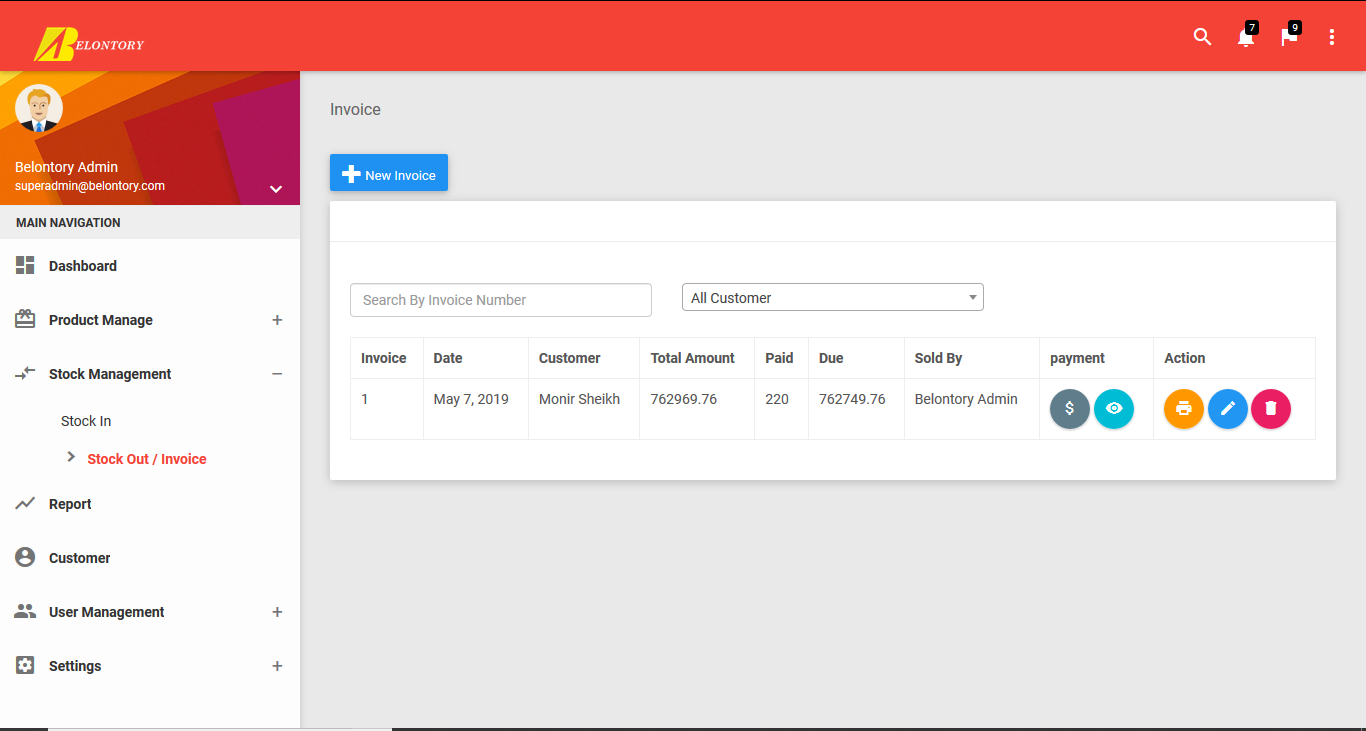 BELONTORY
7
9
Belontory Admin
superadmin@belontory.com
MAIN NAVIGATION
Dashboard
Product Manage
Stock Management
Stock In
Stock Out / Invoice
Report
Customer
User Management
Settings
Invoice
New Invoice
Search By Invoice Number
All Customer
Invoice Date Customer Total Amount Paid Due Sold By payment Action
1 May 7, 2019 Monir Sheikh 762969.76 220 762749.76 Belontory Admin $